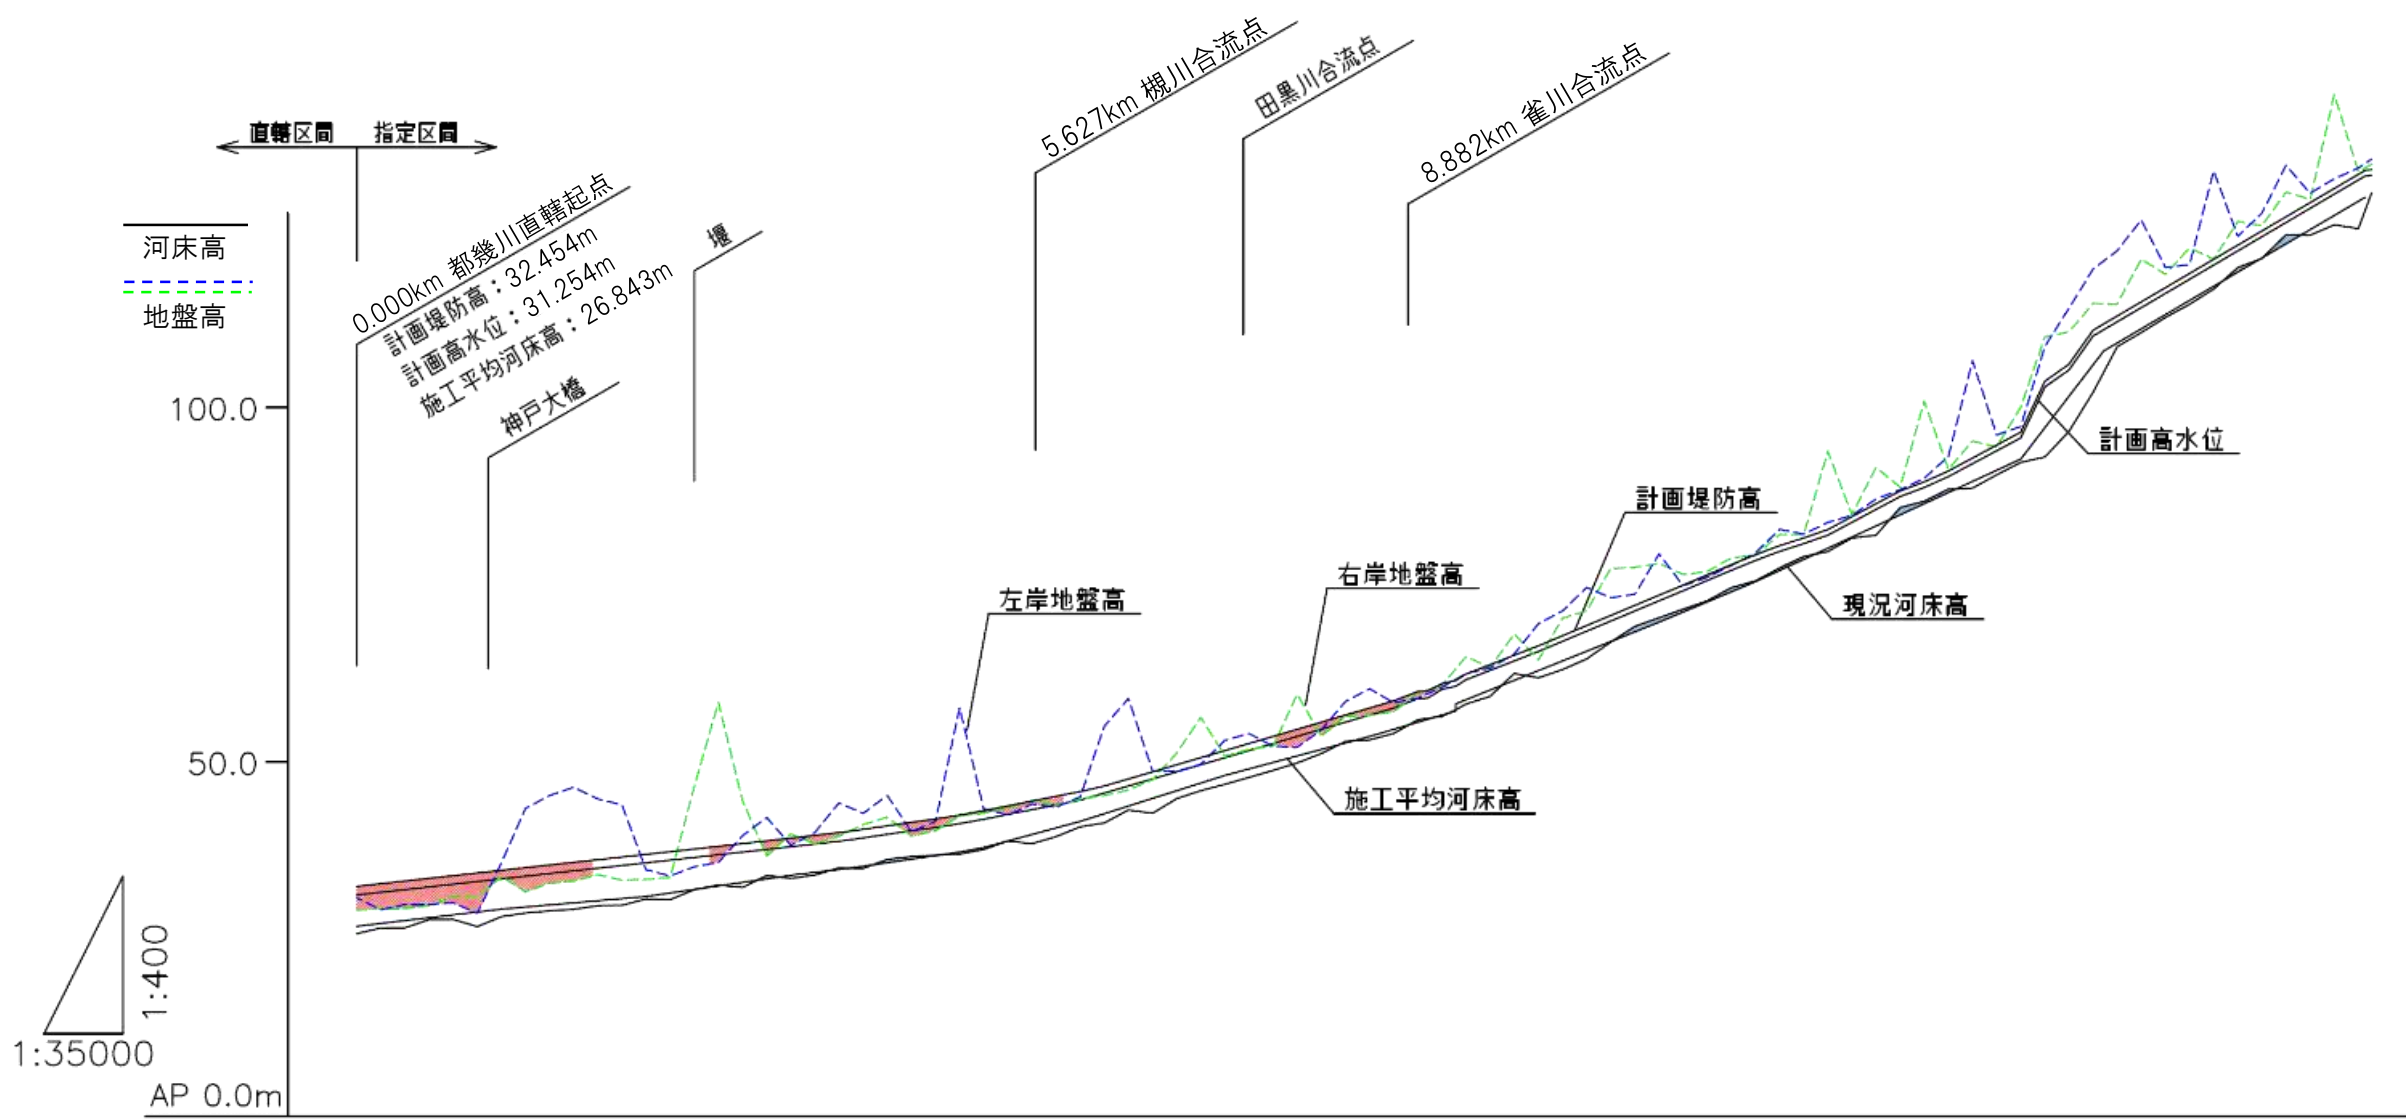 直轄区間
指定区間
河床高
地盤高
0.000km 都幾川直轄起点
計画堤防高：32.454m
計画高水位：31.254m
施工平均河床高：26.843m
神戸大橋
堰
5.627km 槻川合流点
田黒川合流点
8.882km 雀川合流点
100.0
50.0
計画高水位
計画堤防高
右岸地盤高
左岸地盤高
現況河床高
施工平均河床高
1:400
1:35000
AP 0.0m